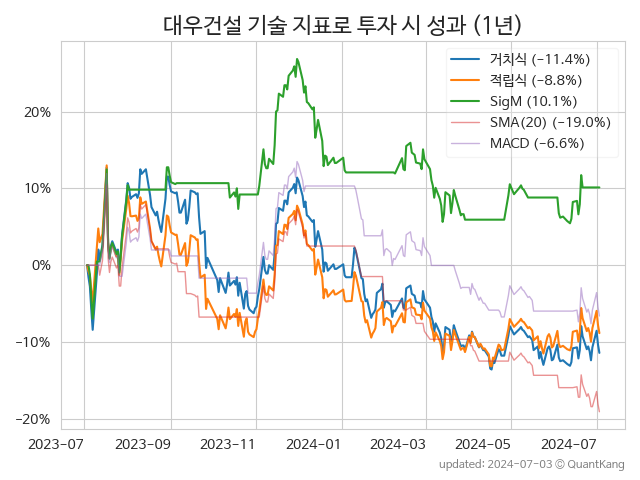 대우건설 기술 지표로 투자 시 성과 (1년)
거치식 (−11.4%)
적립식 (−8.8%)
SigM (10.1%)
SMA(20) (−19.0%)
MACD (−6.6%)
20%
10%
0%
−10%
−20%
2023-07 2023-09 2023-11 2024-01 2024-03 2024-05 2024-07
updated: 2024-07-03 © QuantKang